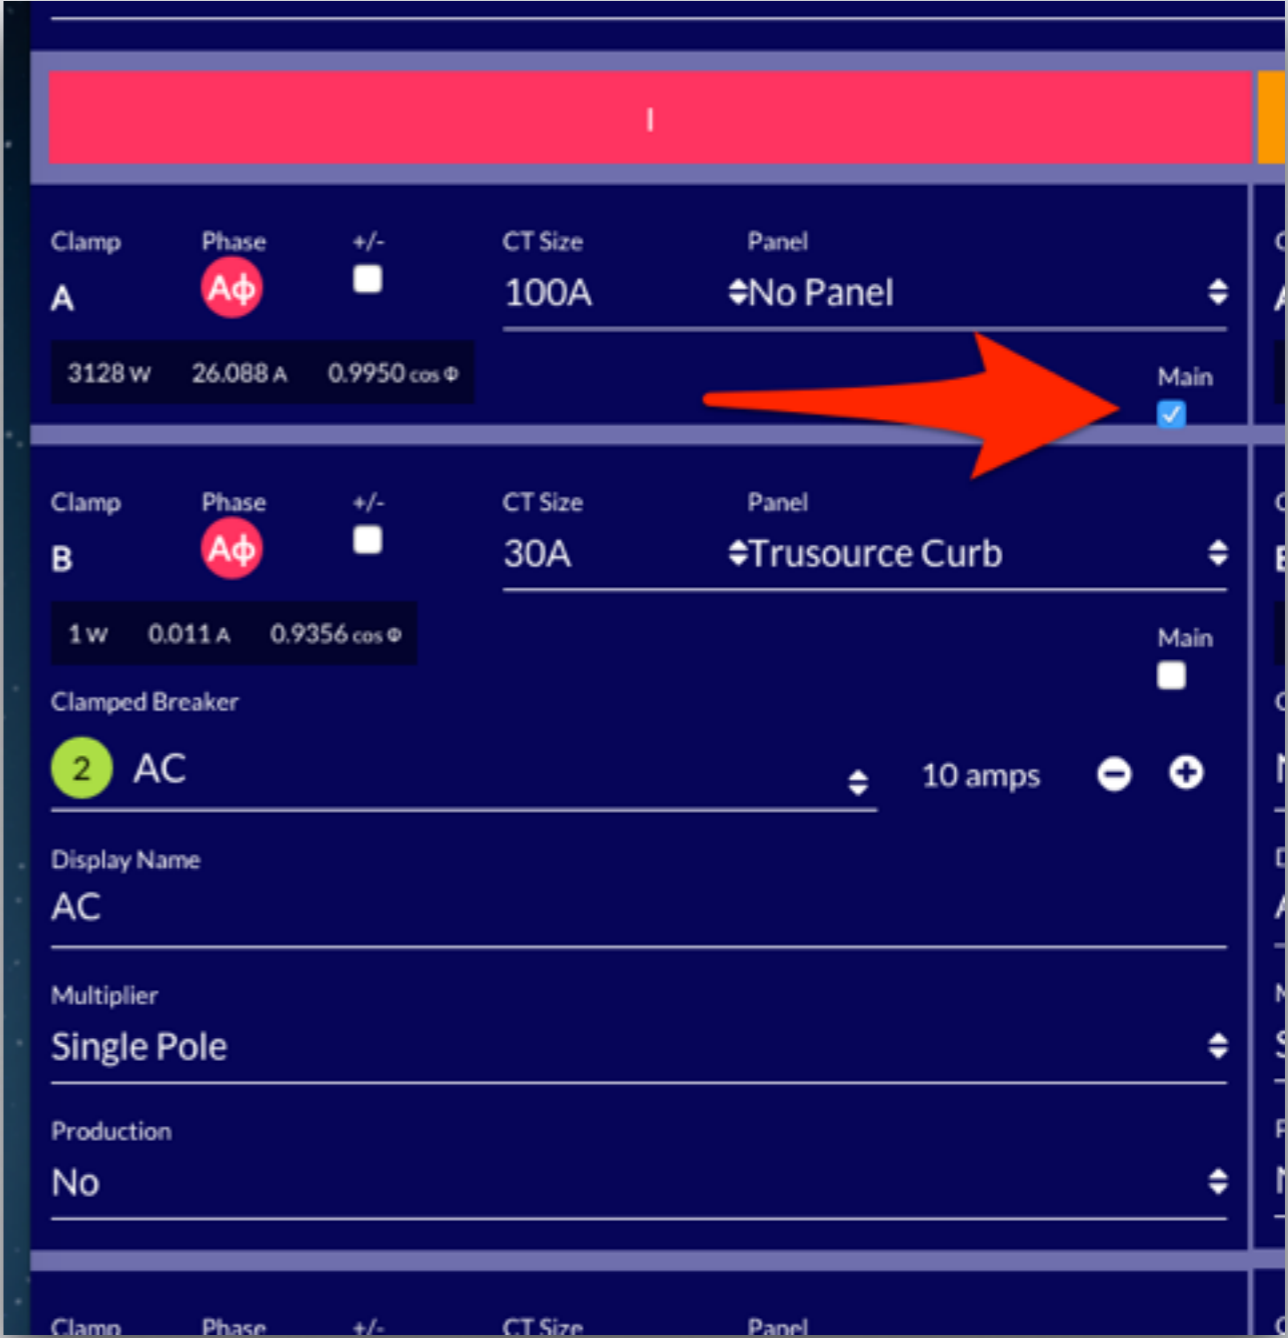 I
Clamp Phase +/- CT Size Panel
A Aϕ 100A No Panel
3128 W 26.088 A 0.9950 cos Φ
Main
Clamp Phase +/- CT Size Panel
B Aϕ 30A Trusource Curb
1 W 0.011 A 0.9356 cos Φ
Main
Clamped Breaker
2 AC 10 amps
Display Name
AC
Multiplier
Single Pole
Production
No
Clamp Phase +/- CT Size Panel